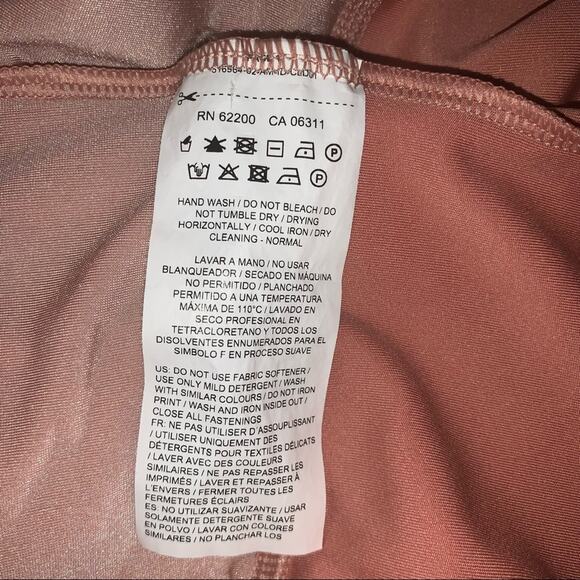 RN 62200 CA 06311
P
P
HAND WASH / DO NOT BLEACH / DO
NOT TUMBLE DRY / DRYING
HORIZONTALLY / COOL IRON / DRY
CLEANING - NORMAL
LAVAR A MANO / NO USAR
BLANQUEADOR / SECADO EN MÁQUINA
NO PERMITIDO / PLANCHADO
PERMITIDO A UNA TEMPERATURA
MÁXIMA DE 110°C / LAVADO EN
SECO PROFESIONAL EN
TETRACLORETANO Y TODOS LOS
DISOLVENTES ENNUMERADOS PARA EL
SIMBOLO F EN PROCESO SUAVE
US: DO NOT USE FABRIC SOFTENER /
USE ONLY MILD DETERGENT / WASH
WITH SIMILAR COLOURS / DO NOT IRON
PRINT / WASH AND IRON INSIDE OUT /
CLOSE ALL FASTENINGS
FR: NE PAS UTILISER D'ASSOUPLISSANT
/ UTILISER UNIQUEMENT DES
DÉTERGENTS POUR TEXTILES DÉLICATS
/ LAVER AVEC DES COULEURS
SIMILAIRES / NE PAS REPASSER LES
IMPRIMÉS / LAVER ET REPASSER À
L'ENVERS / FERMER TOUTES LES
FERMETURES ÉCLAIRS
ES: NO UTILIZAR SUAVIZANTE / USAR
SOLAMENTE DETERGENTE SUAVE
EN POLVO / LAVAR CON COLORES
SIMILARES / NO PLANCHAR LOS